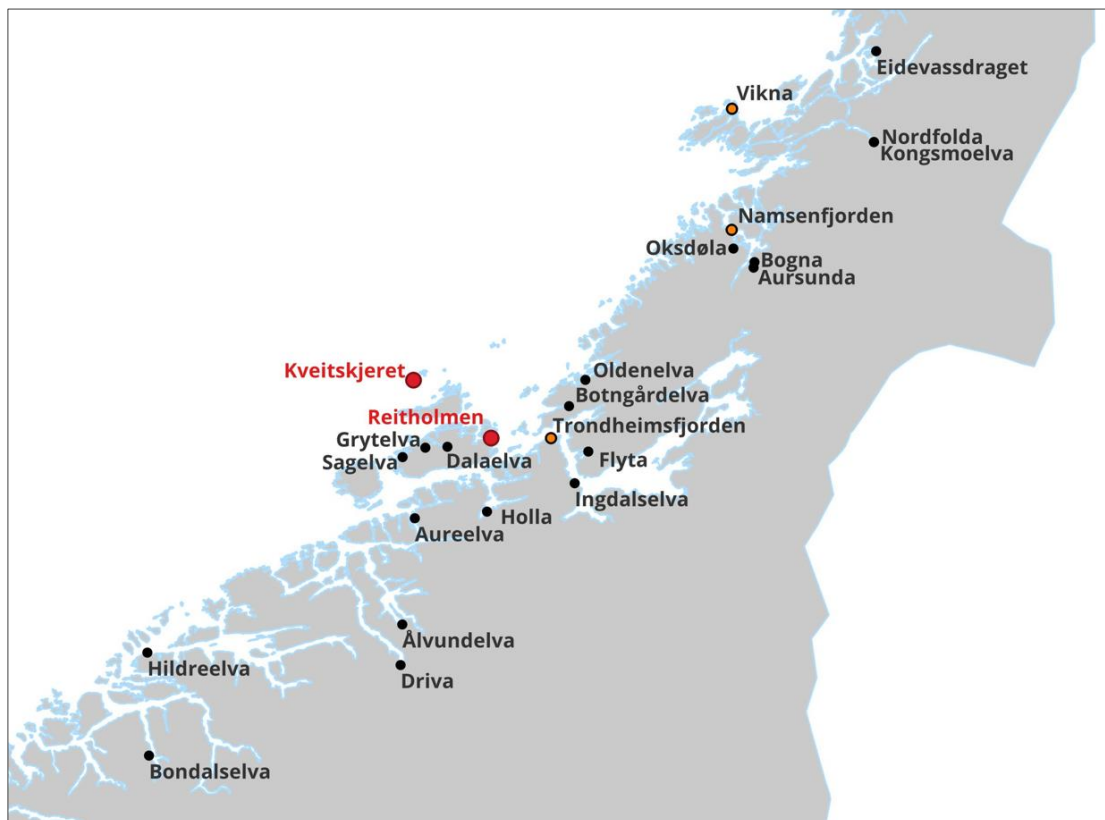 Eidevassdraget
Vikna
Nordfolda
Kongsmoelva
Namsenfjorden
Oksdøla
Bogna
Aursunda
Kveitskjeret
Oldenelva
Botngårdelva
Reitholmen
Trondheimsfjorden
Grytelva
Sagelva
Dalaelva
Flyta
Ingdalselva
Holla
Aureelva
Ålvundelva
Hildreelva
Driva
Bondalselva